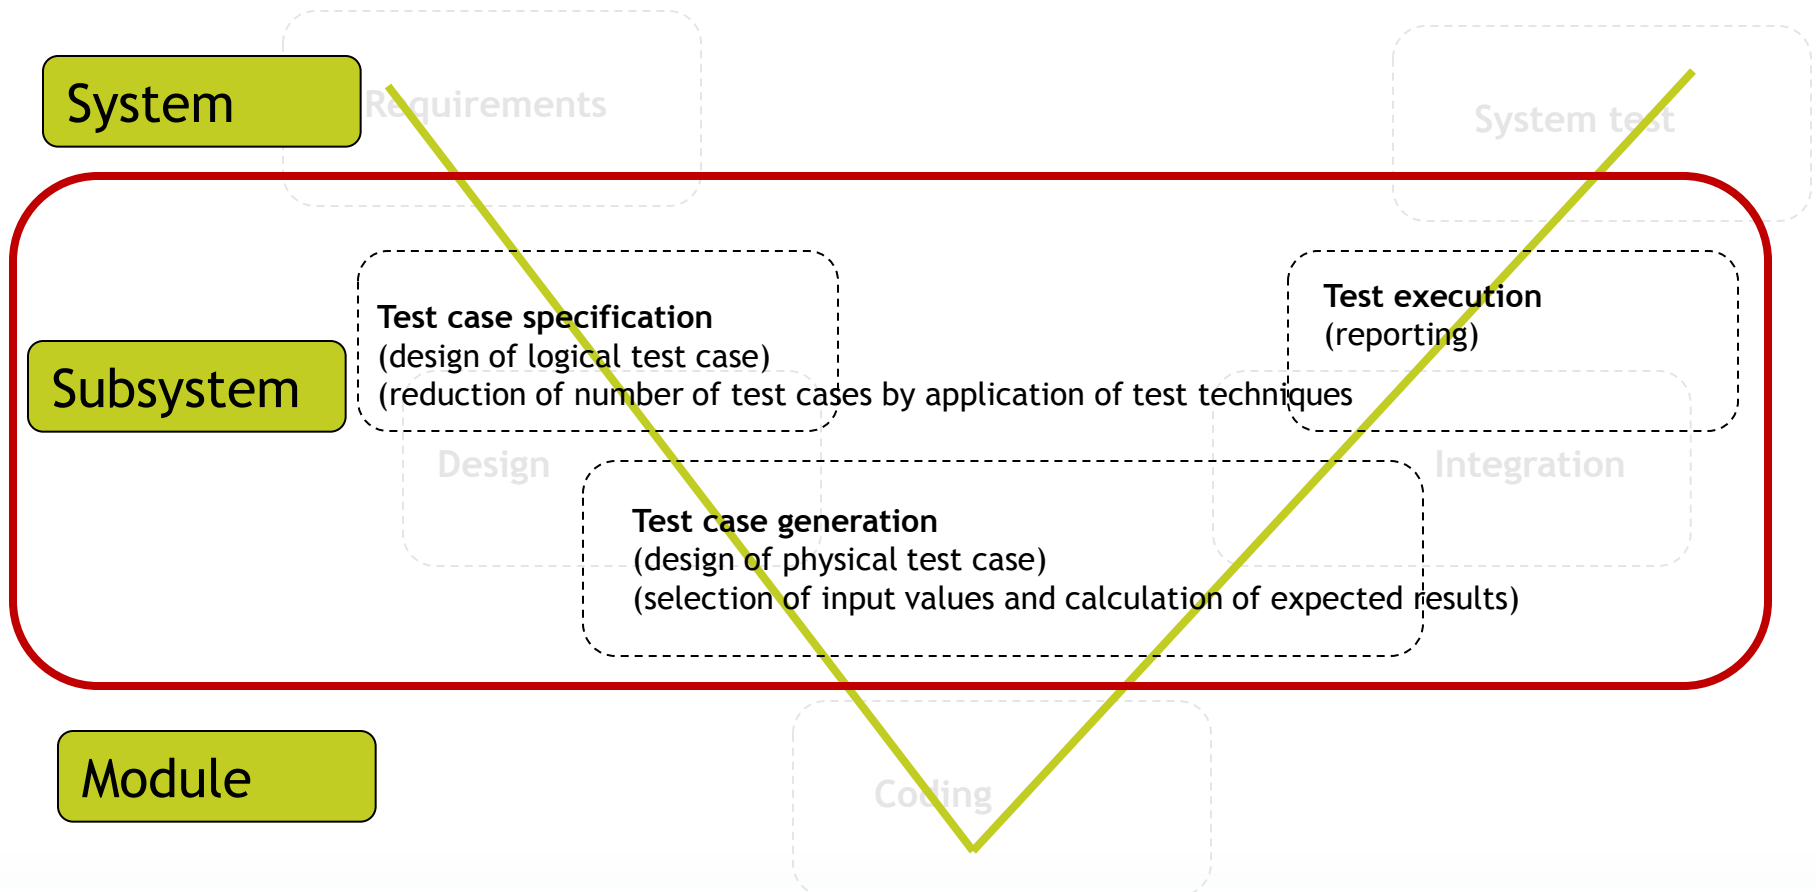 System
Requirements
System test
Test case specification
(design of logical test case)
(reduction of number of test cases by application of test techniques
Test execution
(reporting)
Subsystem
Design
Integration
Test case generation
(design of physical test case)
(selection of input values and calculation of expected results)
Module
Coding